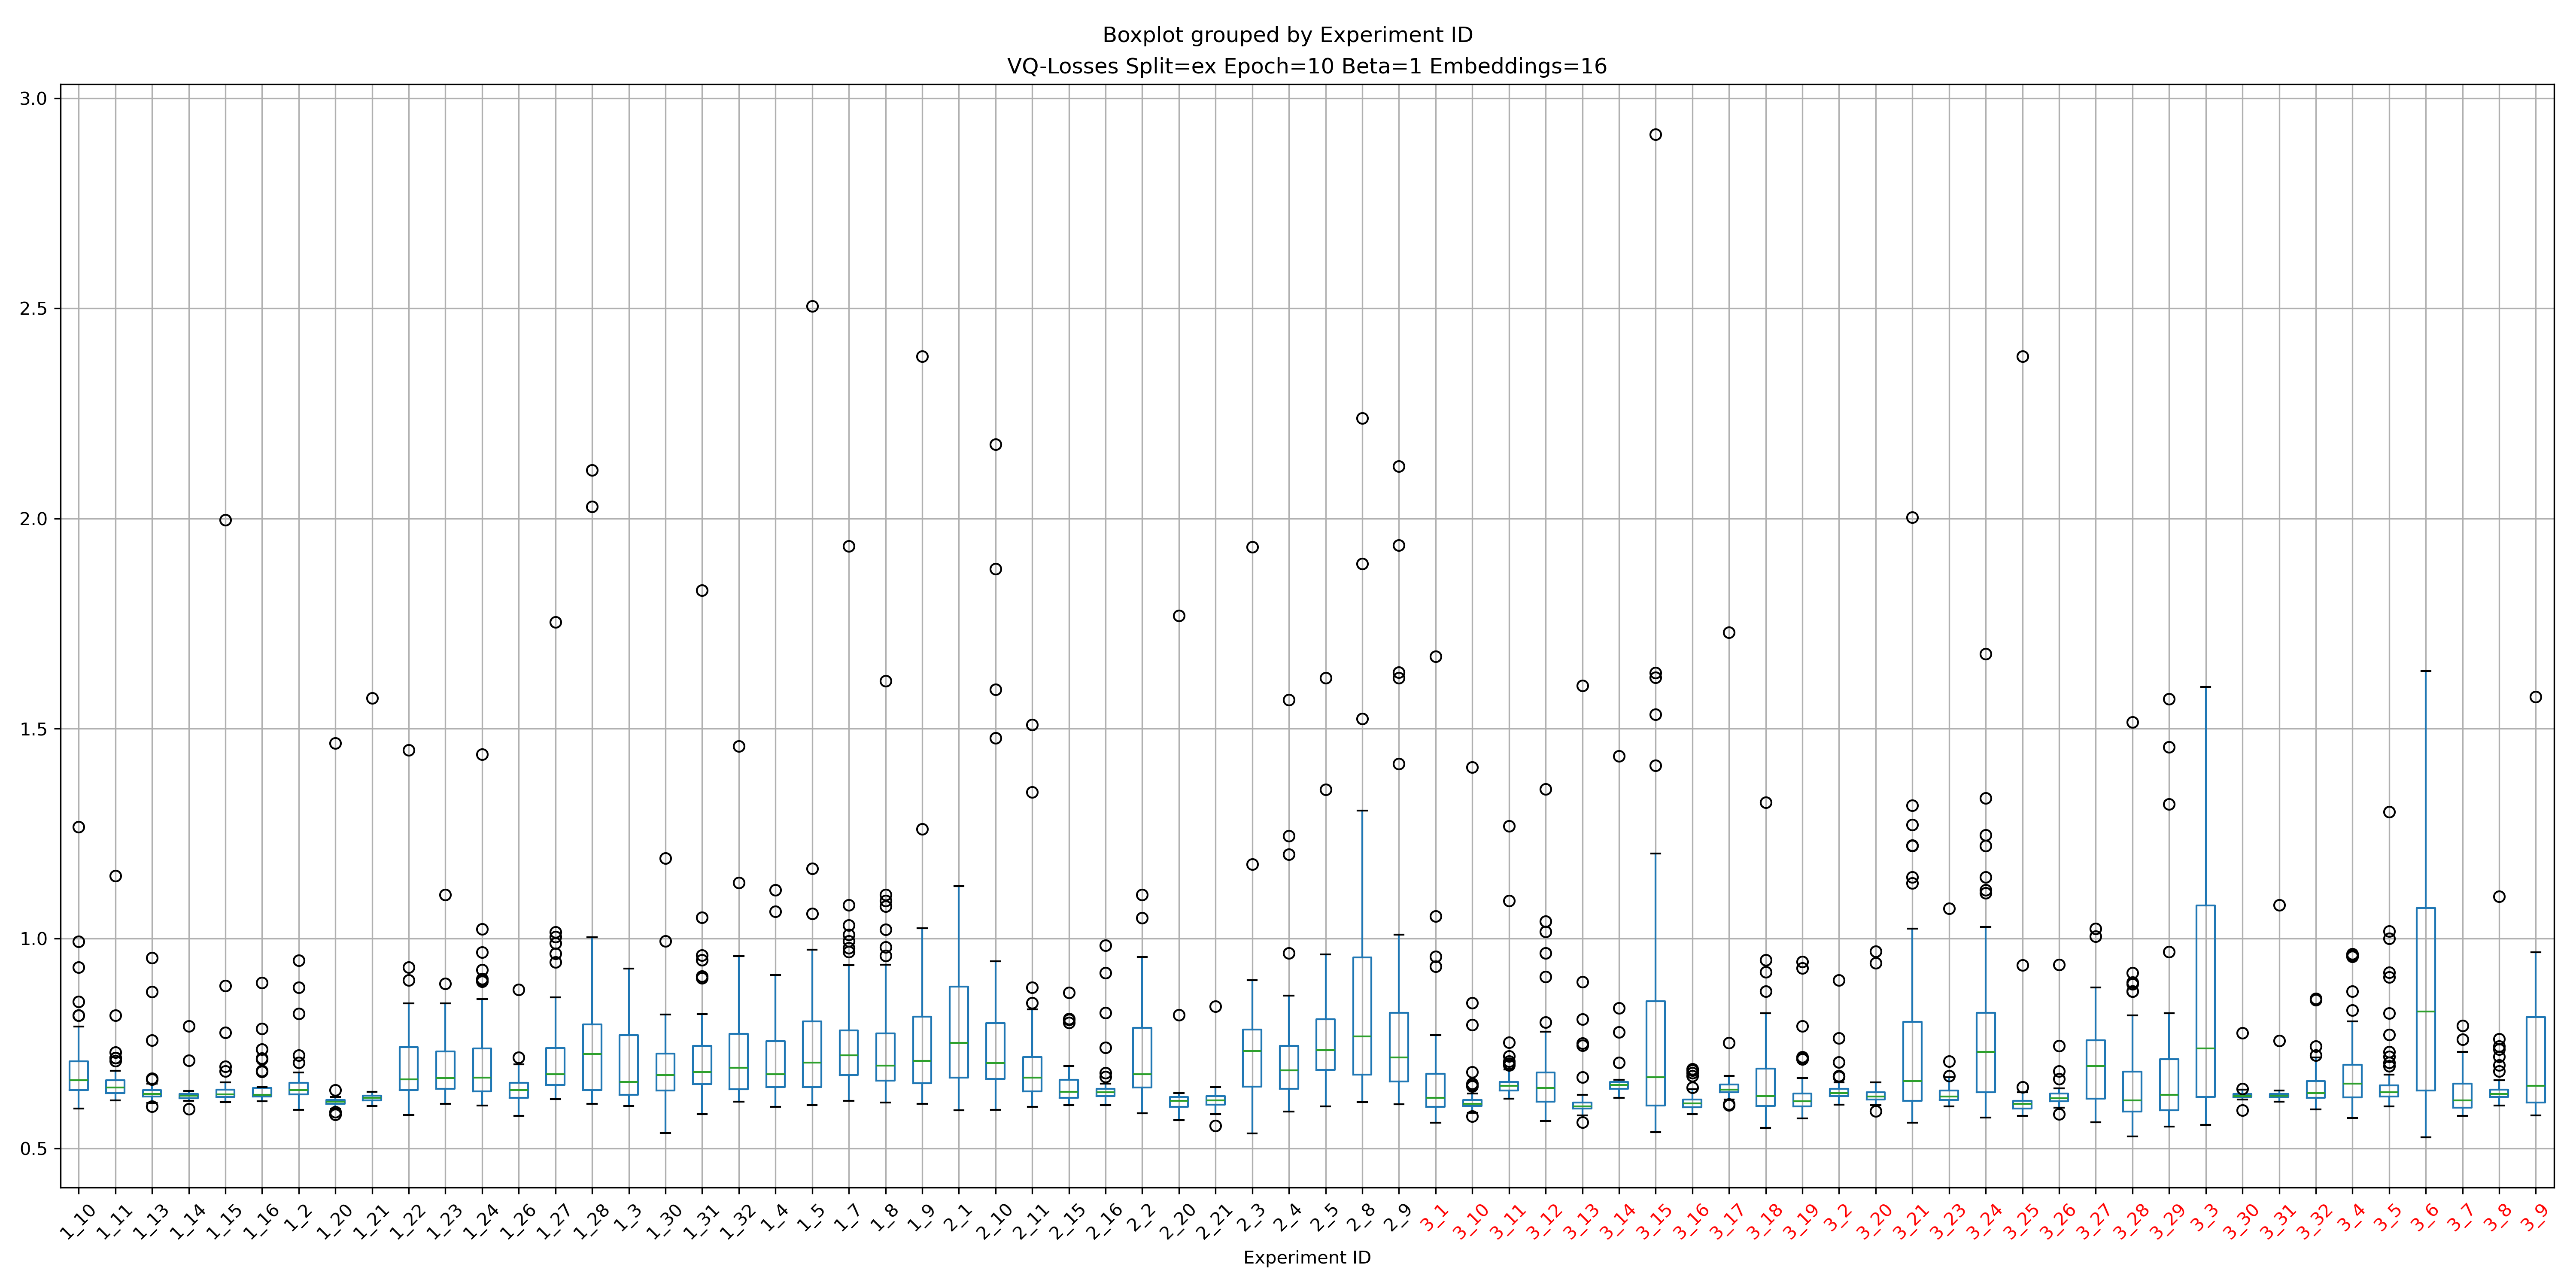 Boxplot grouped by Experiment ID
VQ-Losses Split=ex Epoch=10 Beta=1 Embeddings=16
3.0
2.5
2.0
1.5
1.0
0.5
1_10 1_11 1_13 1_14 1_15 1_16 1_2 1_20 1_21 1_22 1_23 1_24 1_26 1_27 1_28 1_3 1_30 1_31 1_32 1_4 1_5 1_7 1_8 1_9 2_1 2_10 2_11 2_15 2_16 2_2 2_20 2_21 2_3 2_4 2_5 2_8 2_9 3_1 3_10 3_11 3_12 3_13 3_14 3_15 3_16 3_17 3_18 3_19 3_2 3_20 3_21 3_23 3_24 3_25 3_26 3_27 3_28 3_29 3_3 3_30 3_31 3_32 3_4 3_5 3_6 3_7 3_8 3_9
Experiment ID